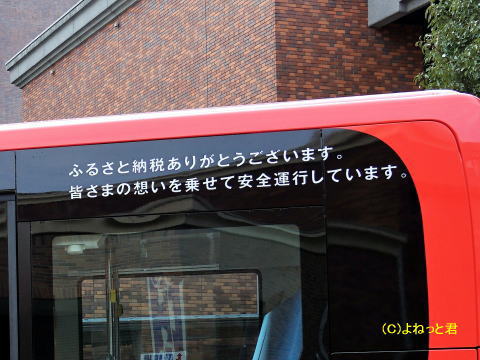 ふるさと納税ありがとうございます。
皆さまの想いを乗せて安全運行しています。
(C)よねっと君